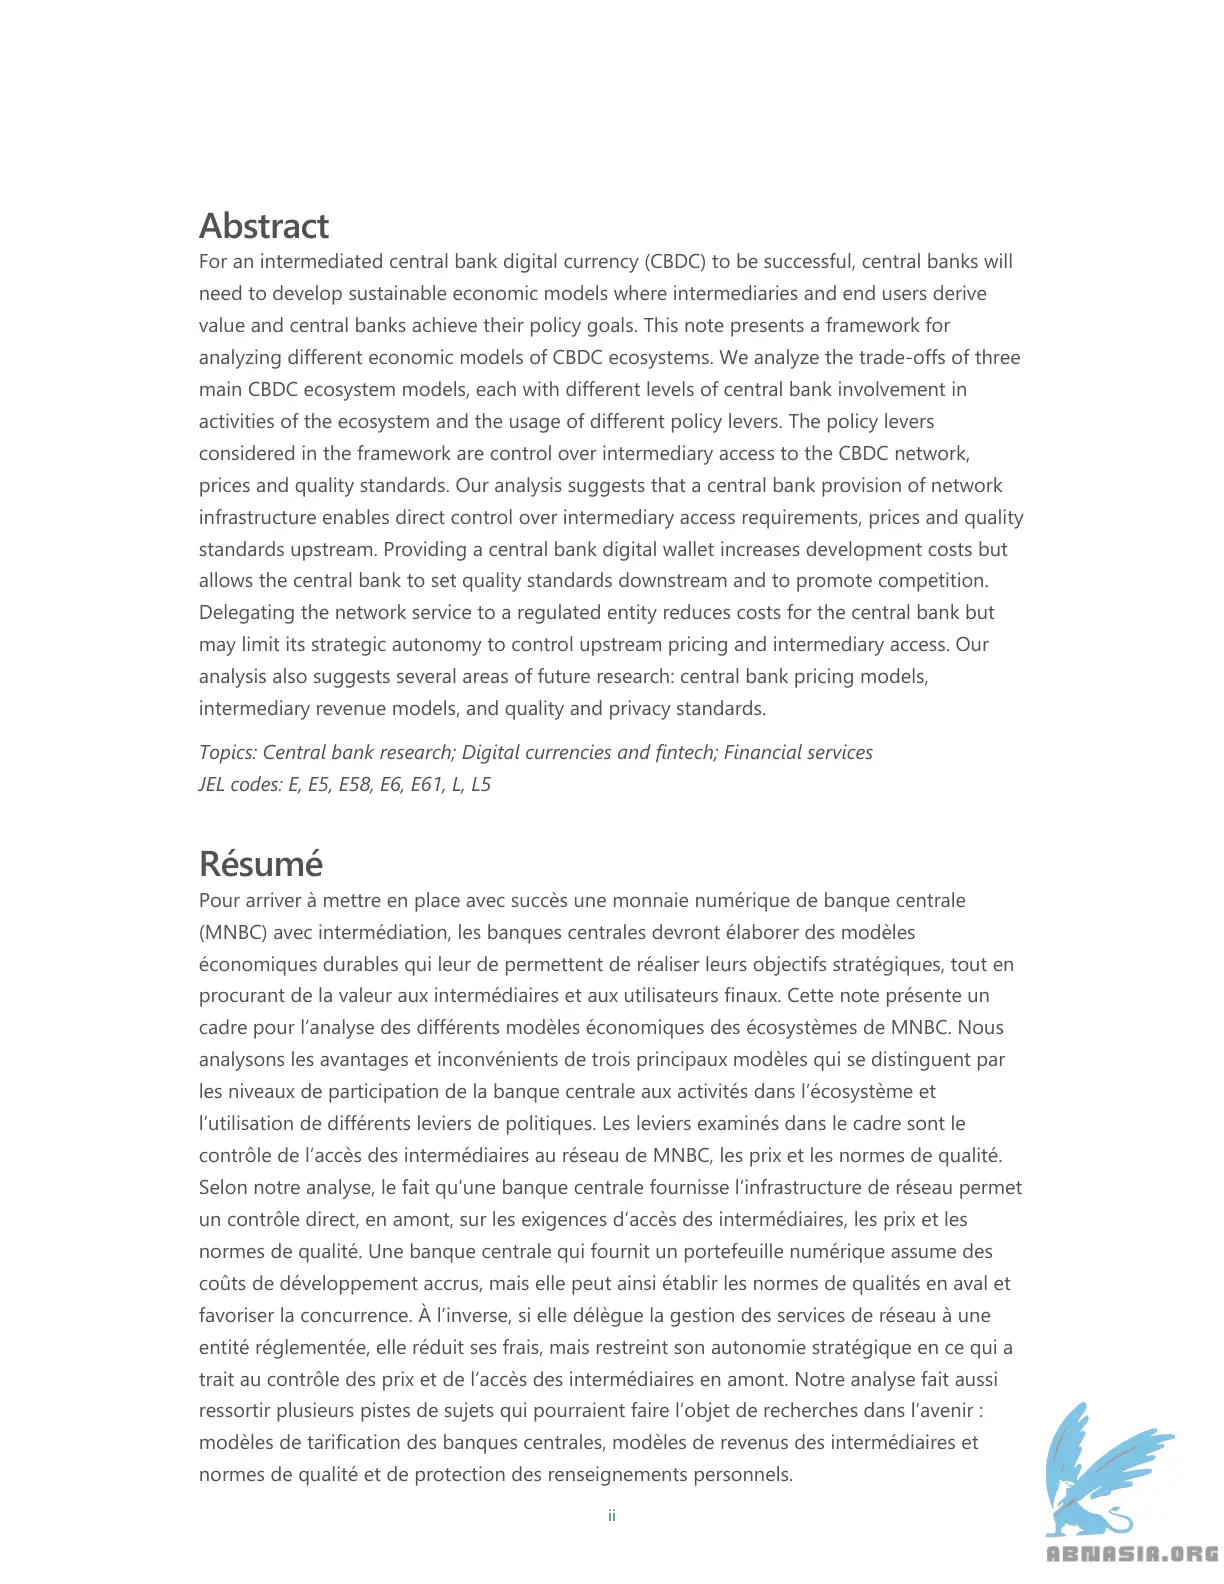 Abstract
For an intermediated central bank digital currency (CBDC) to be successful, central banks will
need to develop sustainable economic models where intermediaries and end users derive
value and central banks achieve their policy goals. This note presents a framework for
analyzing different economic models of CBDC ecosystems. We analyze the trade-offs of three
main CBDC ecosystem models, each with different levels of central bank involvement in
activities of the ecosystem and the usage of different policy levers. The policy levers
considered in the framework are control over intermediary access to the CBDC network,
prices and quality standards. Our analysis suggests that a central bank provision of network
infrastructure enables direct control over intermediary access requirements, prices and quality
standards upstream. Providing a central bank digital wallet increases development costs but
allows the central bank to set quality standards downstream and to promote competition.
Delegating the network service to a regulated entity reduces costs for the central bank but
may limit its strategic autonomy to control upstream pricing and intermediary access. Our
analysis also suggests several areas of future research: central bank pricing models,
intermediary revenue models, and quality and privacy standards.
Topics: Central bank research; Digital currencies and fintech; Financial services
JEL codes: E, E5, E58, E6, E61, L, L5
Résumé
Pour arriver à mettre en place avec succès une monnaie numérique de banque centrale
(MNBC) avec intermédiation, les banques centrales devront élaborer des modèles
économiques durables qui leur de permettent de réaliser leurs objectifs stratégiques, tout en
procurant de la valeur aux intermédiaires et aux utilisateurs finaux. Cette note présente un
cadre pour l’analyse des différents modèles économiques des écosystèmes de MNBC. Nous
analysons les avantages et inconvénients de trois principaux modèles qui se distinguent par
les niveaux de participation de la banque centrale aux activités dans l’écosystème et
l’utilisation de différents leviers de politiques. Les leviers examinés dans le cadre sont le
contrôle de l’accès des intermédiaires au réseau de MNBC, les prix et les normes de qualité.
Selon notre analyse, le fait qu’une banque centrale fournisse l’infrastructure de réseau permet
un contrôle direct, en amont, sur les exigences d’accès des intermédiaires, les prix et les
normes de qualité. Une banque centrale qui fournit un portefeuille numérique assume des
coûts de développement accrus, mais elle peut ainsi établir les normes de qualités en aval et
favoriser la concurrence. À l’inverse, si elle délègue la gestion des services de réseau à une
entité réglementée, elle réduit ses frais, mais restreint son autonomie stratégique en ce qui a
trait au contrôle des prix et de l’accès des intermédiaires en amont. Notre analyse fait aussi
ressortir plusieurs pistes de sujets qui pourraient faire l’objet de recherches dans l’avenir :
modèles de tarification des banques centrales, modèles de revenus des intermédiaires et
normes de qualité et de protection des renseignements personnels.
ii
ABNASIA.ORG